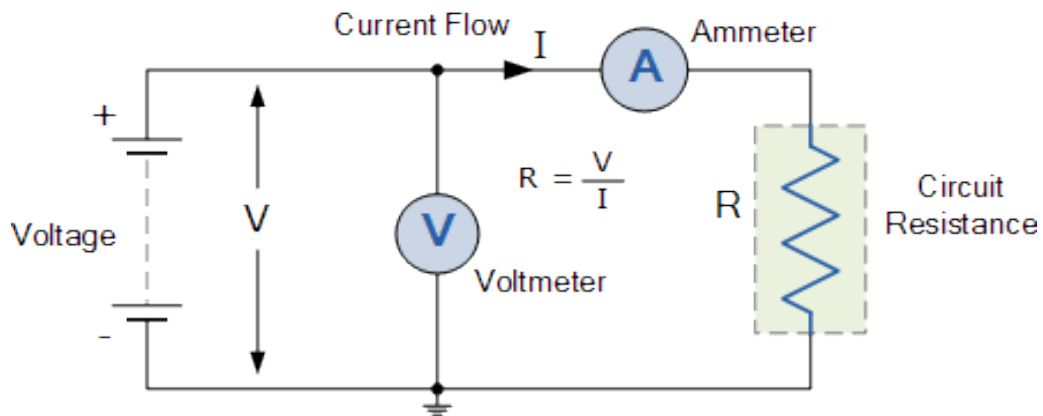 Current Flow
I
Ammeter
A
+
Voltage
-
V
V
Voltmeter
R = V
I
R
Circuit
Resistance